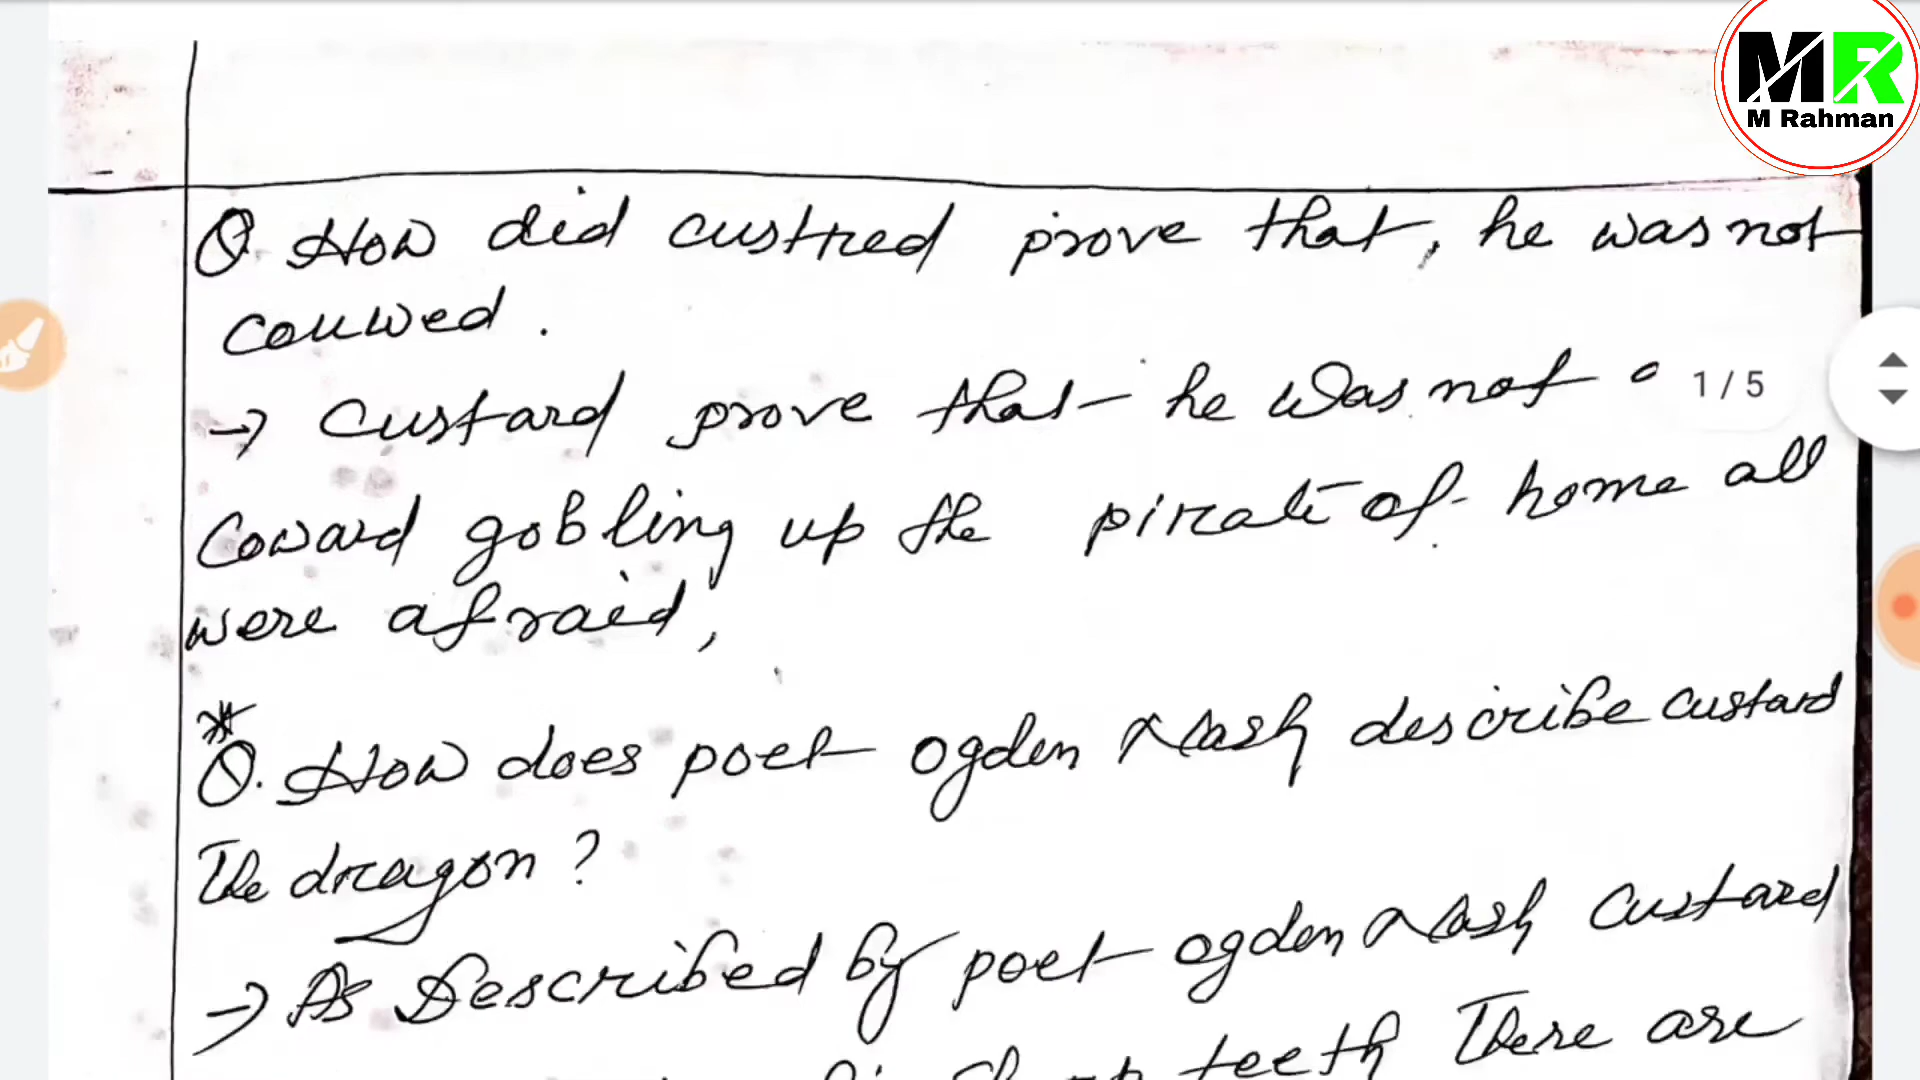 MR
M Rahman
Q. How did custred prove that, he was not
couwed.
→ Custard prove that he was not
1 / 5
Coward gobling up the pirate of home all
were afraid,
*
Q. How does poet ogden Nash describe custard
The dragon?
→ As Described by poet ogden Nash Custard
teeth There are